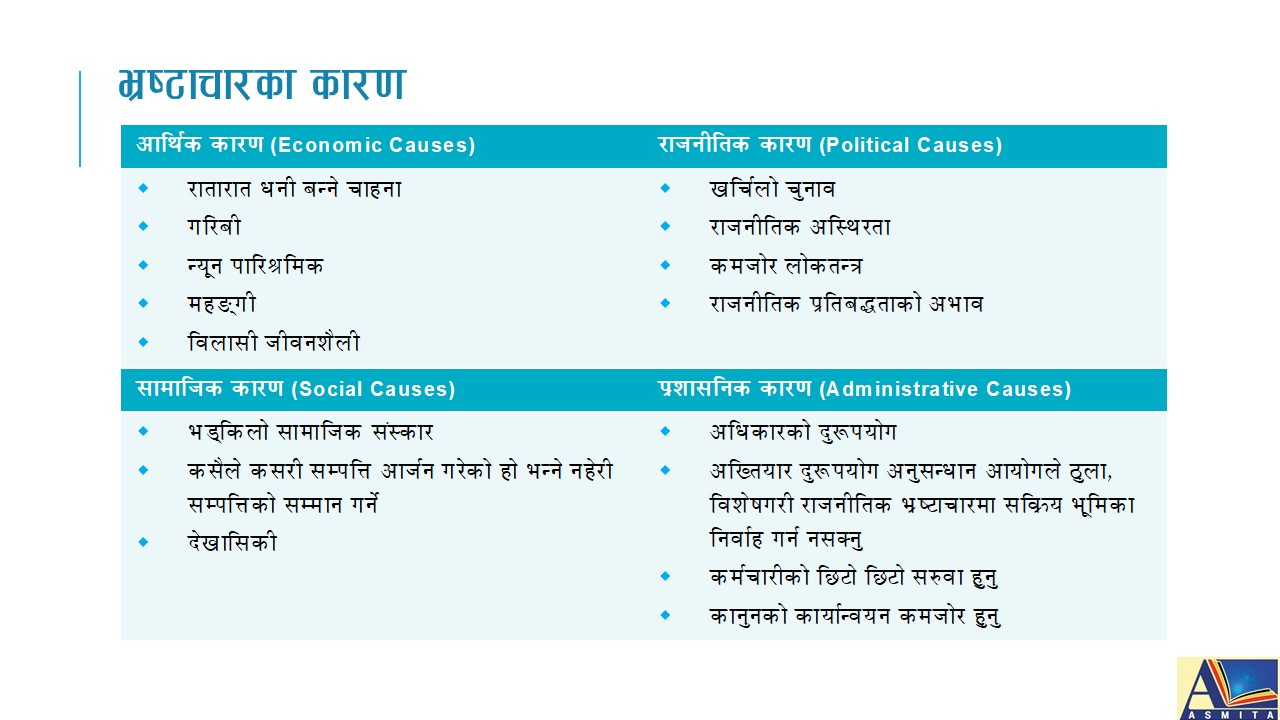 भ्रष्टाचारका कारण
आर्थिक कारण (Economic Causes)
रातारात धनी बन्ने चाहना
गरिबी
न्यून पारिश्रमिक
महङ्गी
विलासी जीवनशैली
राजनीतिक कारण (Political Causes)
खर्चिलो चुनाव
राजनीतिक अस्थिरता
कमजोर लोकतन्त्र
राजनीतिक प्रतिबद्धताको अभाव
सामाजिक कारण (Social Causes)
भड्किलो सामाजिक संस्कार
कसैले कसरी सम्पत्ति आर्जन गरेको हो भन्ने नहेरी
सम्पत्तिको सम्मान गर्ने
देखासिकी
प्रशासनिक कारण (Administrative Causes)
अधिकारको दुरूपयोग
अख्तियार दुरूपयोग अनुसन्धान आयोगले ठुला,
विशेषगरी राजनीतिक भ्रष्टाचारमा सक्रिय भूमिका
निर्वाह गर्न नसक्नु
कर्मचारीको छिटो छिटो सरुवा हुनु
कानुनको कार्यान्वयन कमजोर हुनु
ASMITA